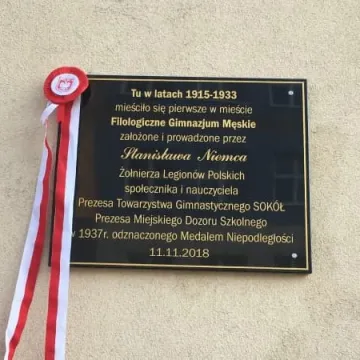 Tu w latach 1915-1933
mieściło się pierwsze w mieście
Filologiczne Gimnazjum Męskie
założone i prowadzone przez
Stanisława Niemca
Żołnierza Legionów Polskich
społecznika i nauczyciela
Prezesa Towarzystwa Gimnastycznego SOKÓŁ
Prezesa Miejskiego Dozoru Szkolnego
w 1937r. odznaczonego Medalem Niepodległości
11.11.2018